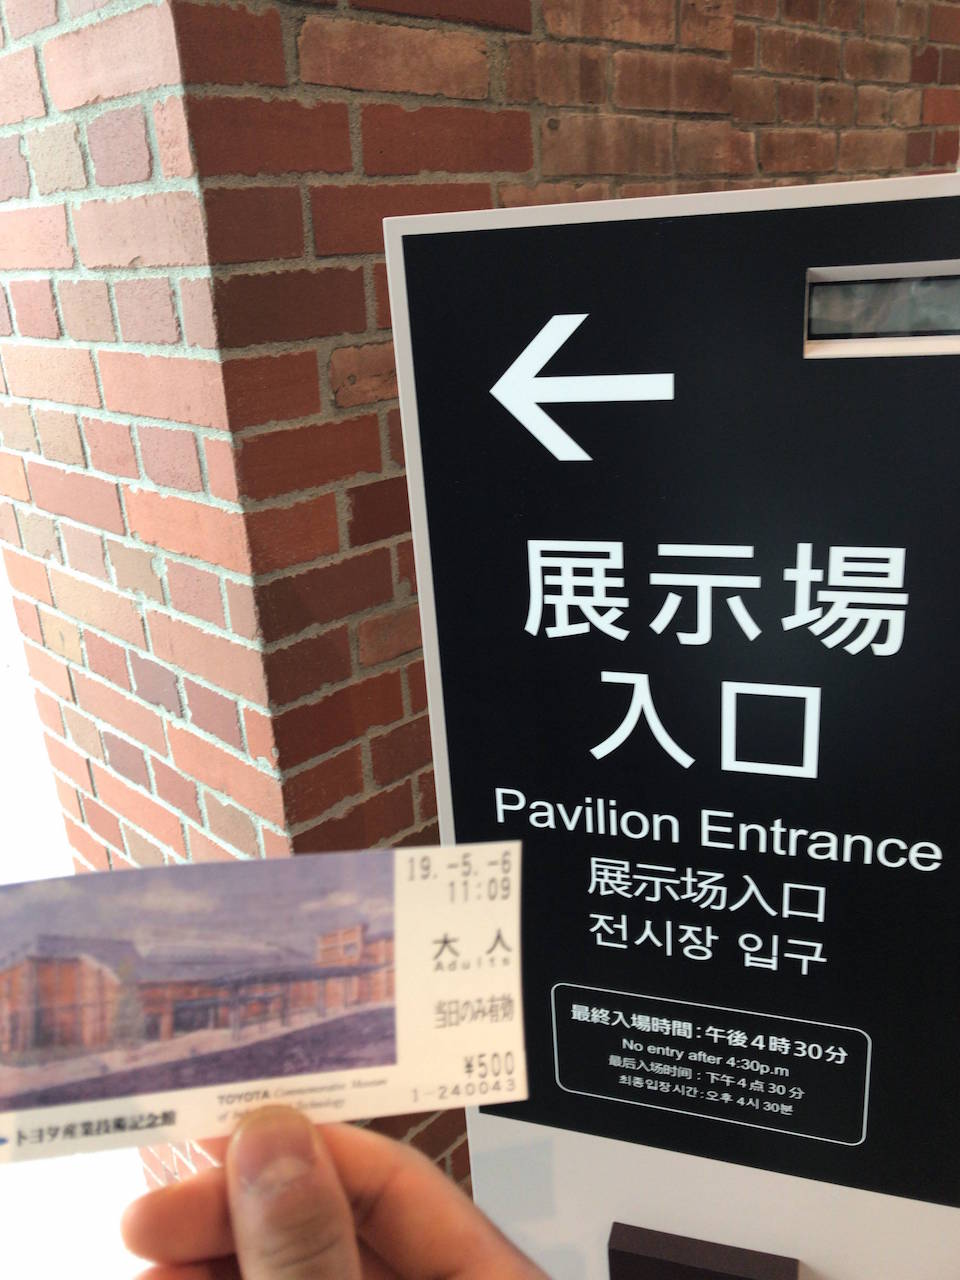 展示場
入口
Pavilion Entrance
展示场入口
전시장 입구
最終入場時間:午後4時30分
No entry after 4:30p.m
最后入场时间:下午4点30分
최종입장시간:오후 4시 30분
19.-5.-6
11:09
大人
Adults
当日のみ有効
¥500
1-240043
TOYOTA Commemorative Museum
of Technology
トヨタ産業技術記念館